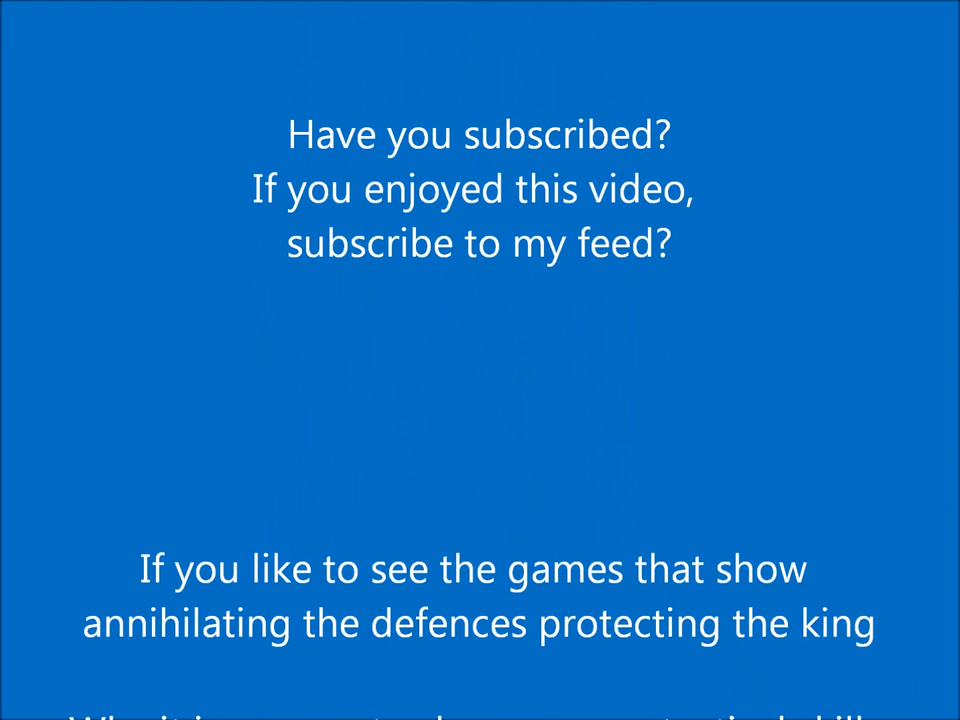 Have you subscribed?
If you enjoyed this video,
subscribe to my feed?
If you like to see the games that show
annihilating the defences protecting the king